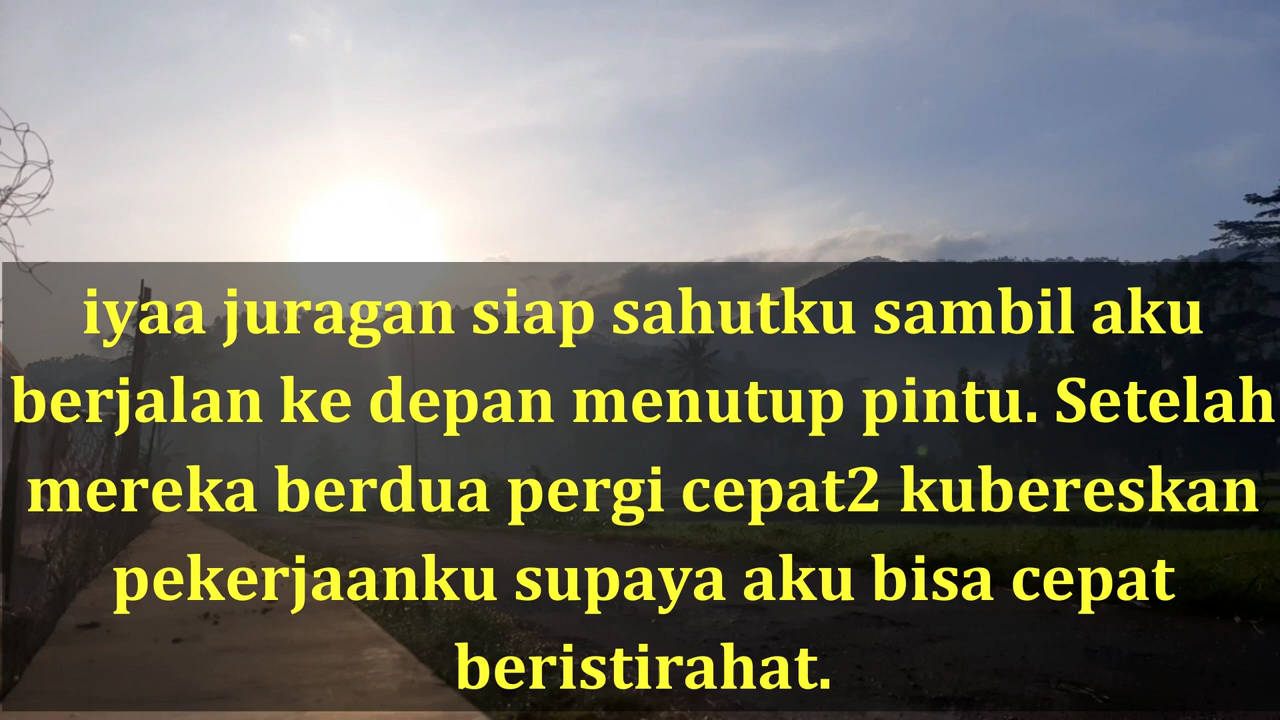 iyaa juragan siap sahutku sambil aku
berjalan ke depan menutup pintu. Setelah
mereka berdua pergi cepat2 kubereskan
pekerjaanku supaya aku bisa cepat
beristirahat.